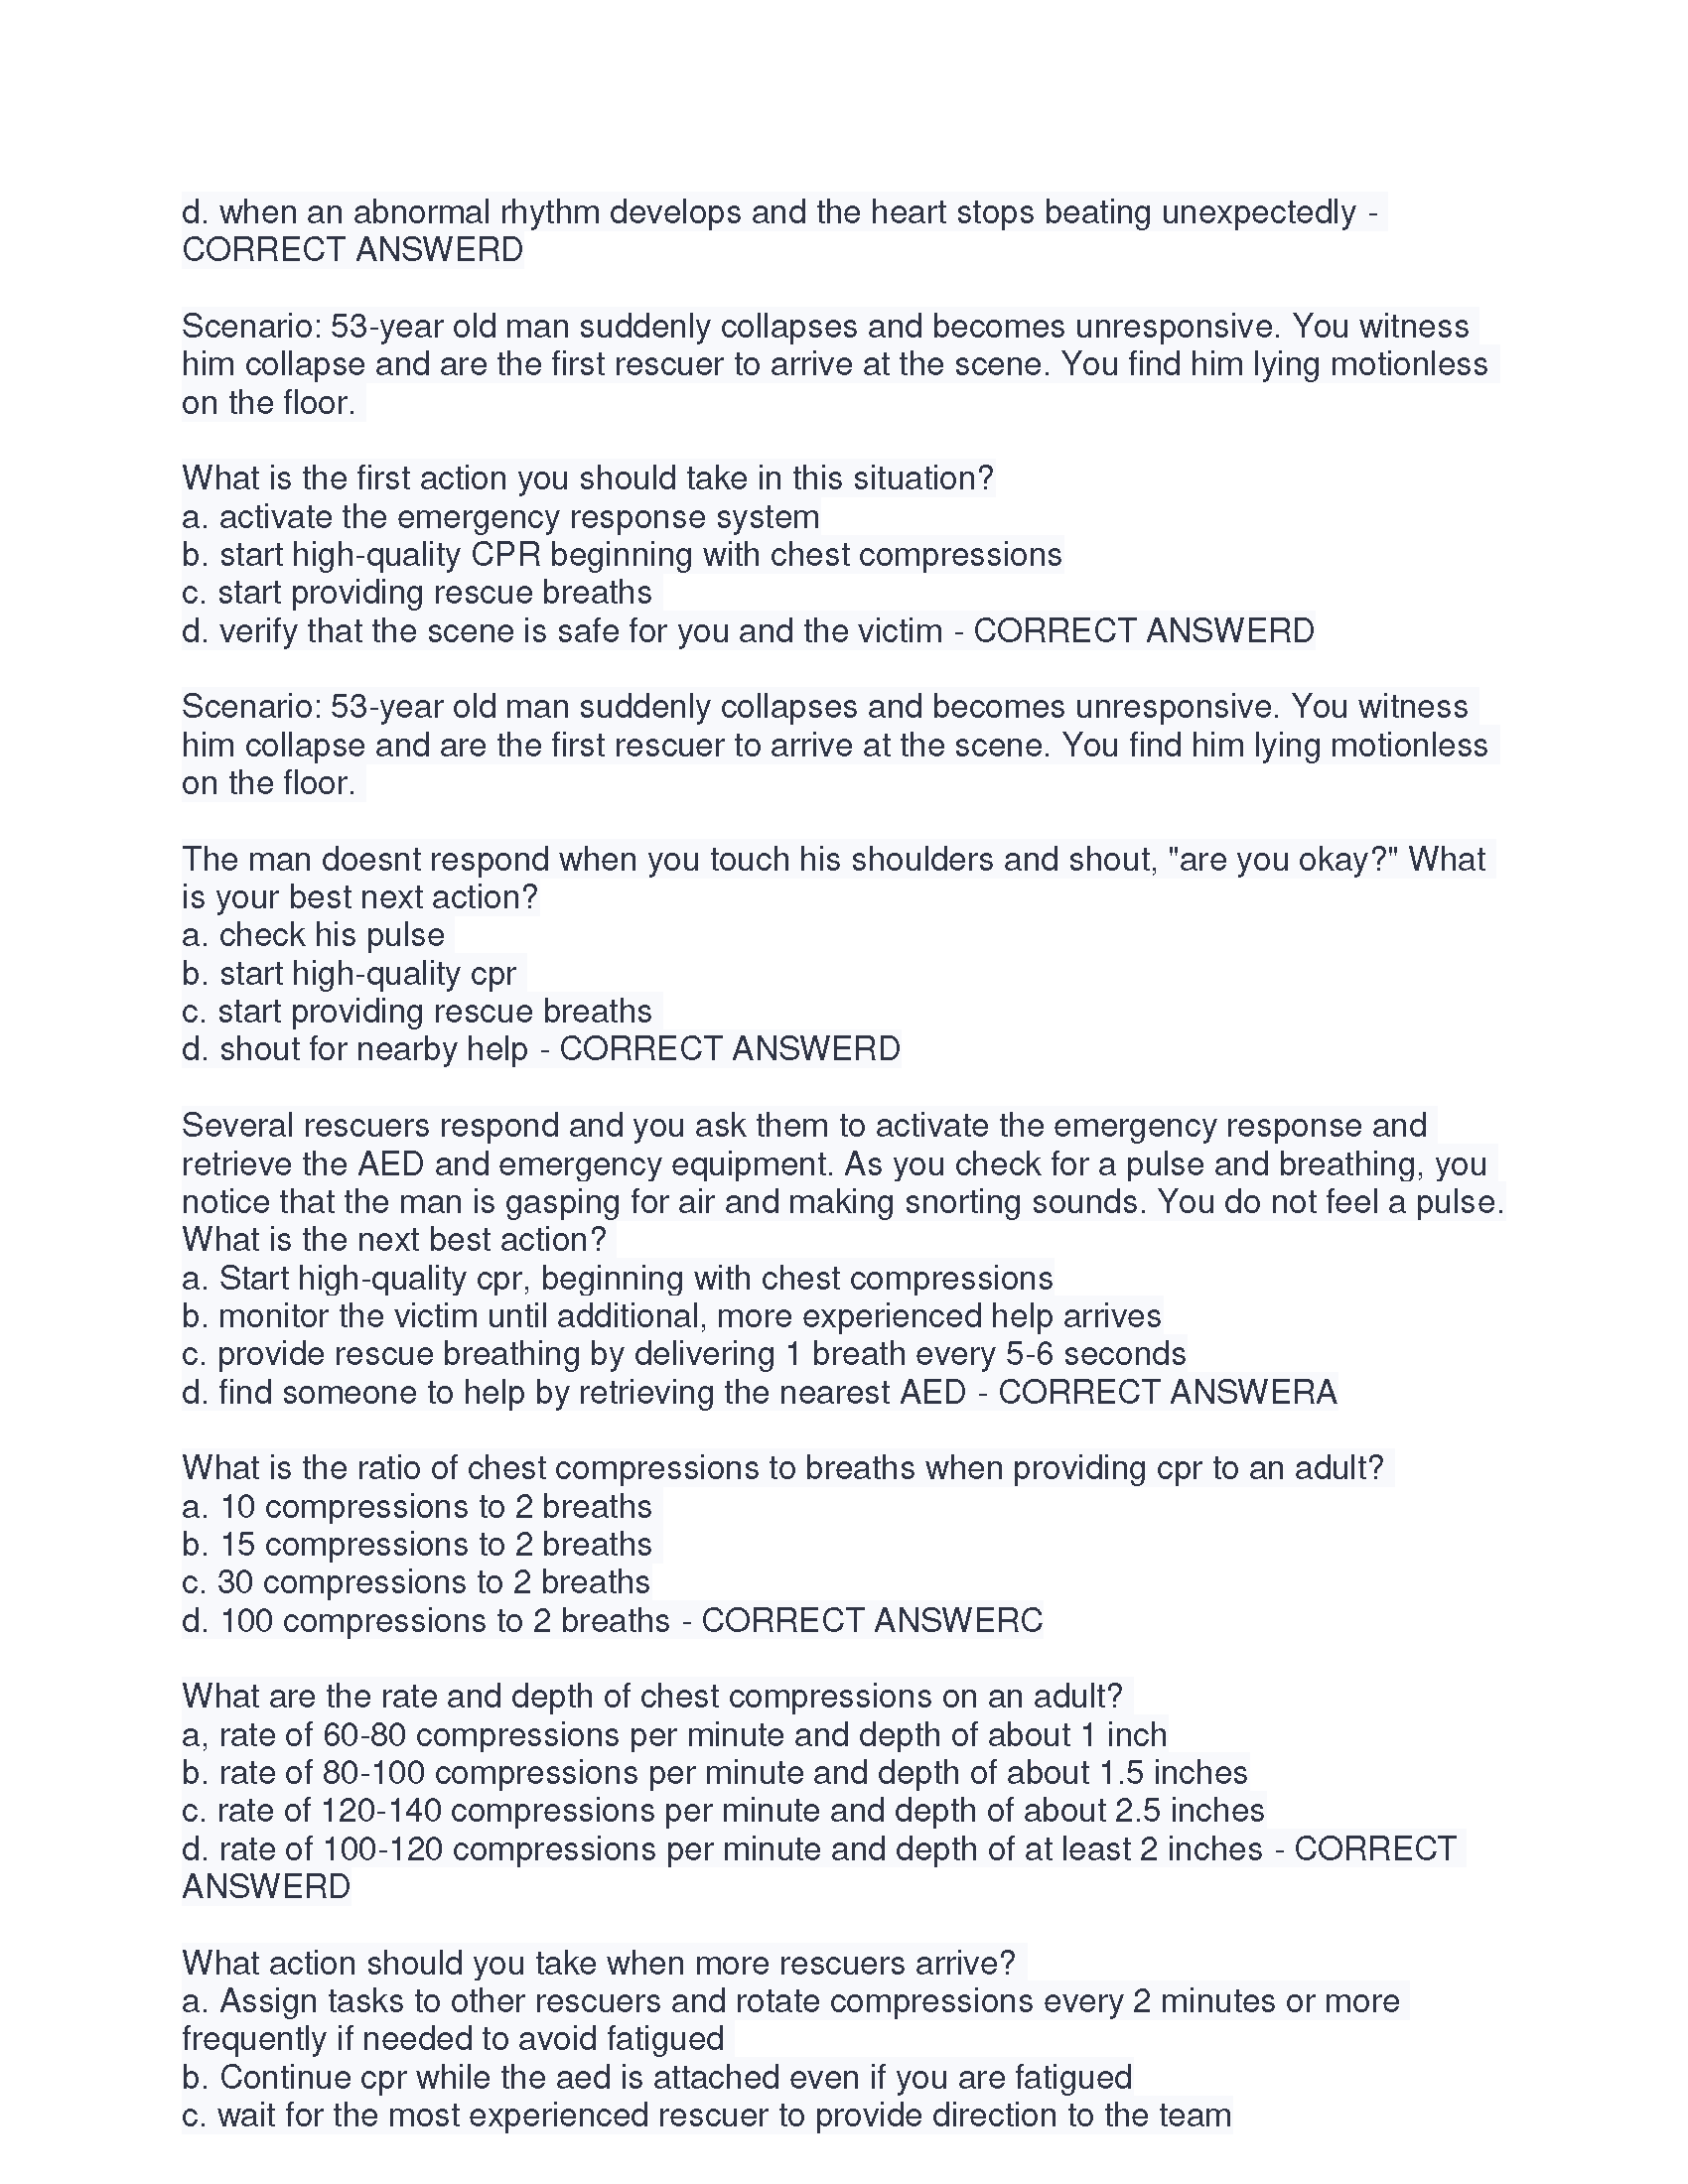 d. when an abnormal rhythm develops and the heart stops beating unexpectedly -
CORRECT ANSWERD
Scenario: 53-year old man suddenly collapses and becomes unresponsive. You witness
him collapse and are the first rescuer to arrive at the scene. You find him lying motionless
on the floor.
What is the first action you should take in this situation?
a. activate the emergency response system
b. start high-quality CPR beginning with chest compressions
c. start providing rescue breaths
d. verify that the scene is safe for you and the victim - CORRECT ANSWERD
Scenario: 53-year old man suddenly collapses and becomes unresponsive. You witness
him collapse and are the first rescuer to arrive at the scene. You find him lying motionless
on the floor.
The man doesnt respond when you touch his shoulders and shout, "are you okay?" What
is your best next action?
a. check his pulse
b. start high-quality cpr
c. start providing rescue breaths
d. shout for nearby help - CORRECT ANSWERD
Several rescuers respond and you ask them to activate the emergency response and
retrieve the AED and emergency equipment. As you check for a pulse and breathing, you
notice that the man is gasping for air and making snorting sounds. You do not feel a pulse.
What is the next best action?
a. Start high-quality cpr, beginning with chest compressions
b. monitor the victim until additional, more experienced help arrives
c. provide rescue breathing by delivering 1 breath every 5-6 seconds
d. find someone to help by retrieving the nearest AED - CORRECT ANSWERA
What is the ratio of chest compressions to breaths when providing cpr to an adult?
a. 10 compressions to 2 breaths
b. 15 compressions to 2 breaths
c. 30 compressions to 2 breaths
d. 100 compressions to 2 breaths - CORRECT ANSWERC
What are the rate and depth of chest compressions on an adult?
a, rate of 60-80 compressions per minute and depth of about 1 inch
b. rate of 80-100 compressions per minute and depth of about 1.5 inches
c. rate of 120-140 compressions per minute and depth of about 2.5 inches
d. rate of 100-120 compressions per minute and depth of at least 2 inches - CORRECT
ANSWERD
What action should you take when more rescuers arrive?
a. Assign tasks to other rescuers and rotate compressions every 2 minutes or more
frequently if needed to avoid fatigued
b. Continue cpr while the aed is attached even if you are fatigued
c. wait for the most experienced rescuer to provide direction to the team